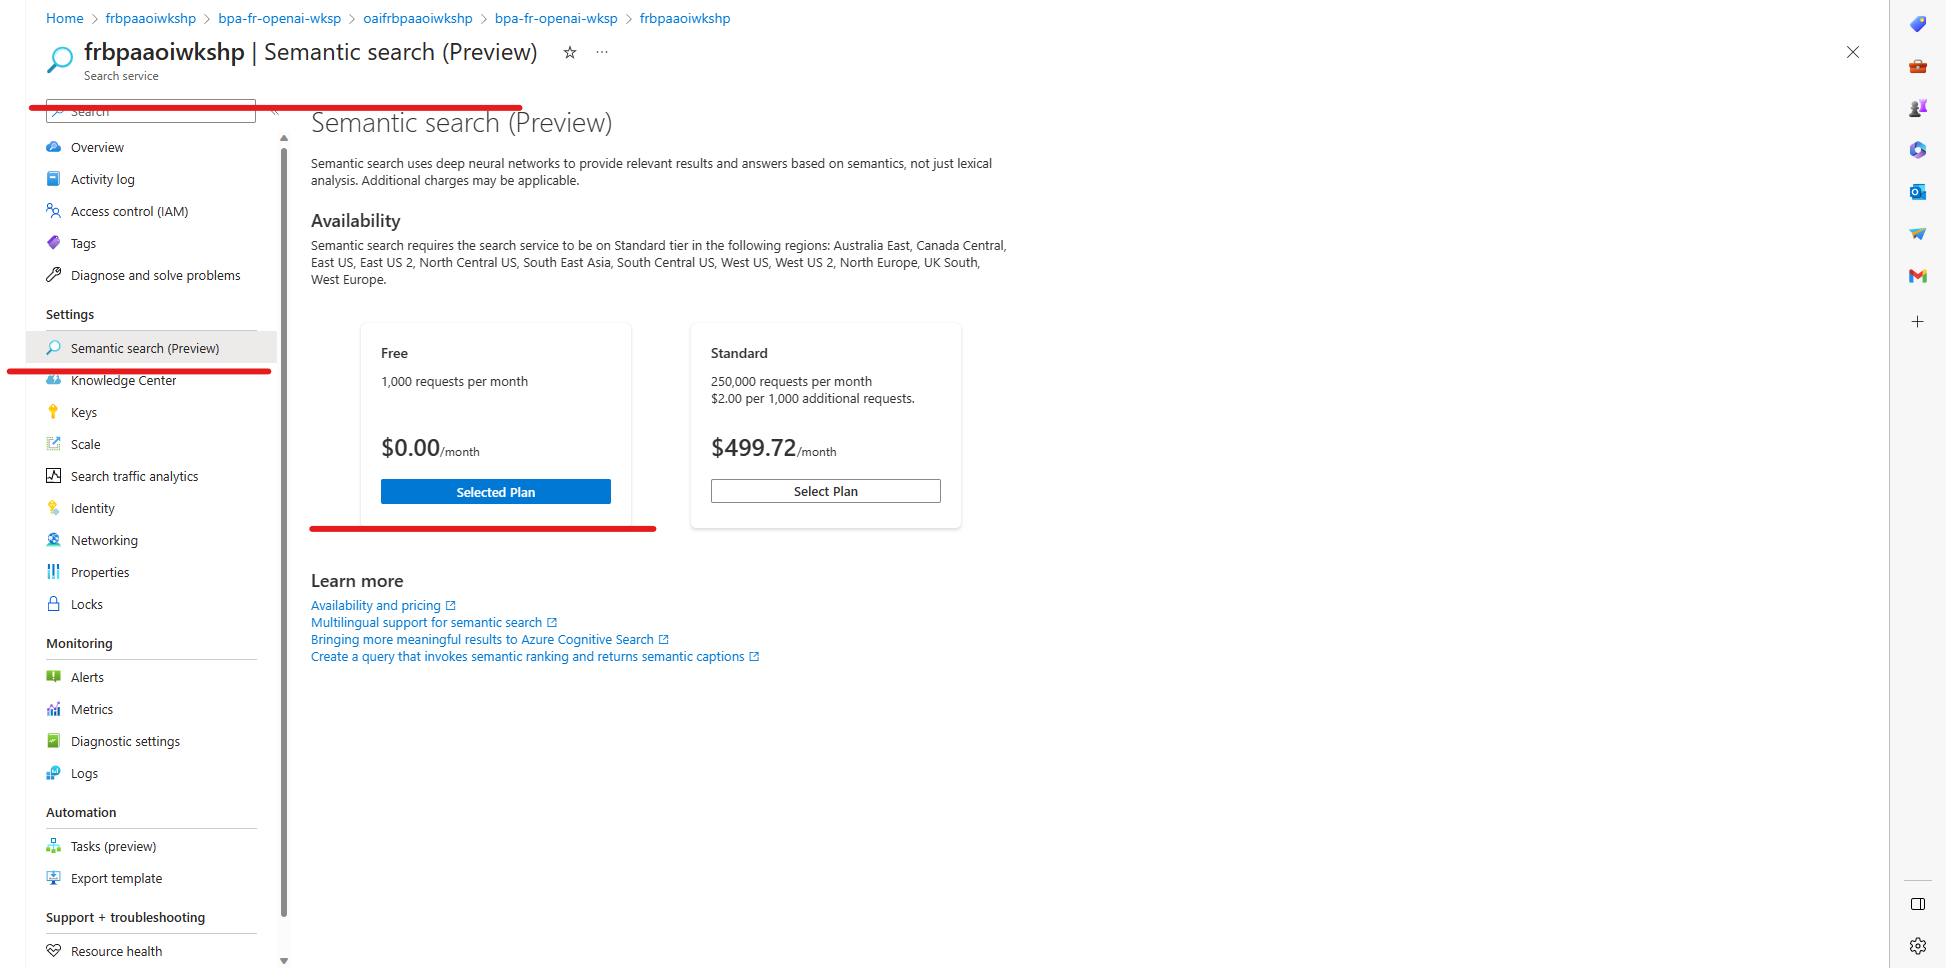 Home > frbpaaoiwkshp > bpa-fr-openai-wksp > oaifrbpaaoiwkshp > bpa-fr-openai-wksp > frbpaaoiwkshp
frbpaaoiwkshp | Semantic search (Preview)
Search service
Search
Overview
Activity log
Access control (IAM)
Tags
Diagnose and solve problems
Settings
Semantic search (Preview)
Knowledge Center
Keys
Scale
Search traffic analytics
Identity
Networking
Properties
Locks
Monitoring
Alerts
Metrics
Diagnostic settings
Logs
Automation
Tasks (preview)
Export template
Support + troubleshooting
Resource health
Semantic search (Preview)
Semantic search uses deep neural networks to provide relevant results and answers based on semantics, not just lexical
analysis. Additional charges may be applicable.
Availability
Semantic search requires the search service to be on Standard tier in the following regions: Australia East, Canada Central,
East US, East US 2, North Central US, South East Asia, South Central US, West US, West US 2, North Europe, UK South,
West Europe.
Free
1,000 requests per month
$0.00/month
Selected Plan
Standard
250,000 requests per month
$2.00 per 1,000 additional requests.
$499.72/month
Select Plan
Learn more
Availability and pricing
Multilingual support for semantic search
Bringing more meaningful results to Azure Cognitive Search
Create a query that invokes semantic ranking and returns semantic captions